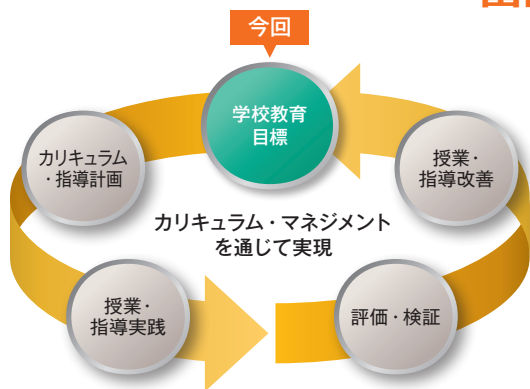 今回
学校教育
目標
カリキュラム
・指導計画
授業・
指導改善
カリキュラム・マネジメント
を通じて実現
授業・
指導実践
評価・検証